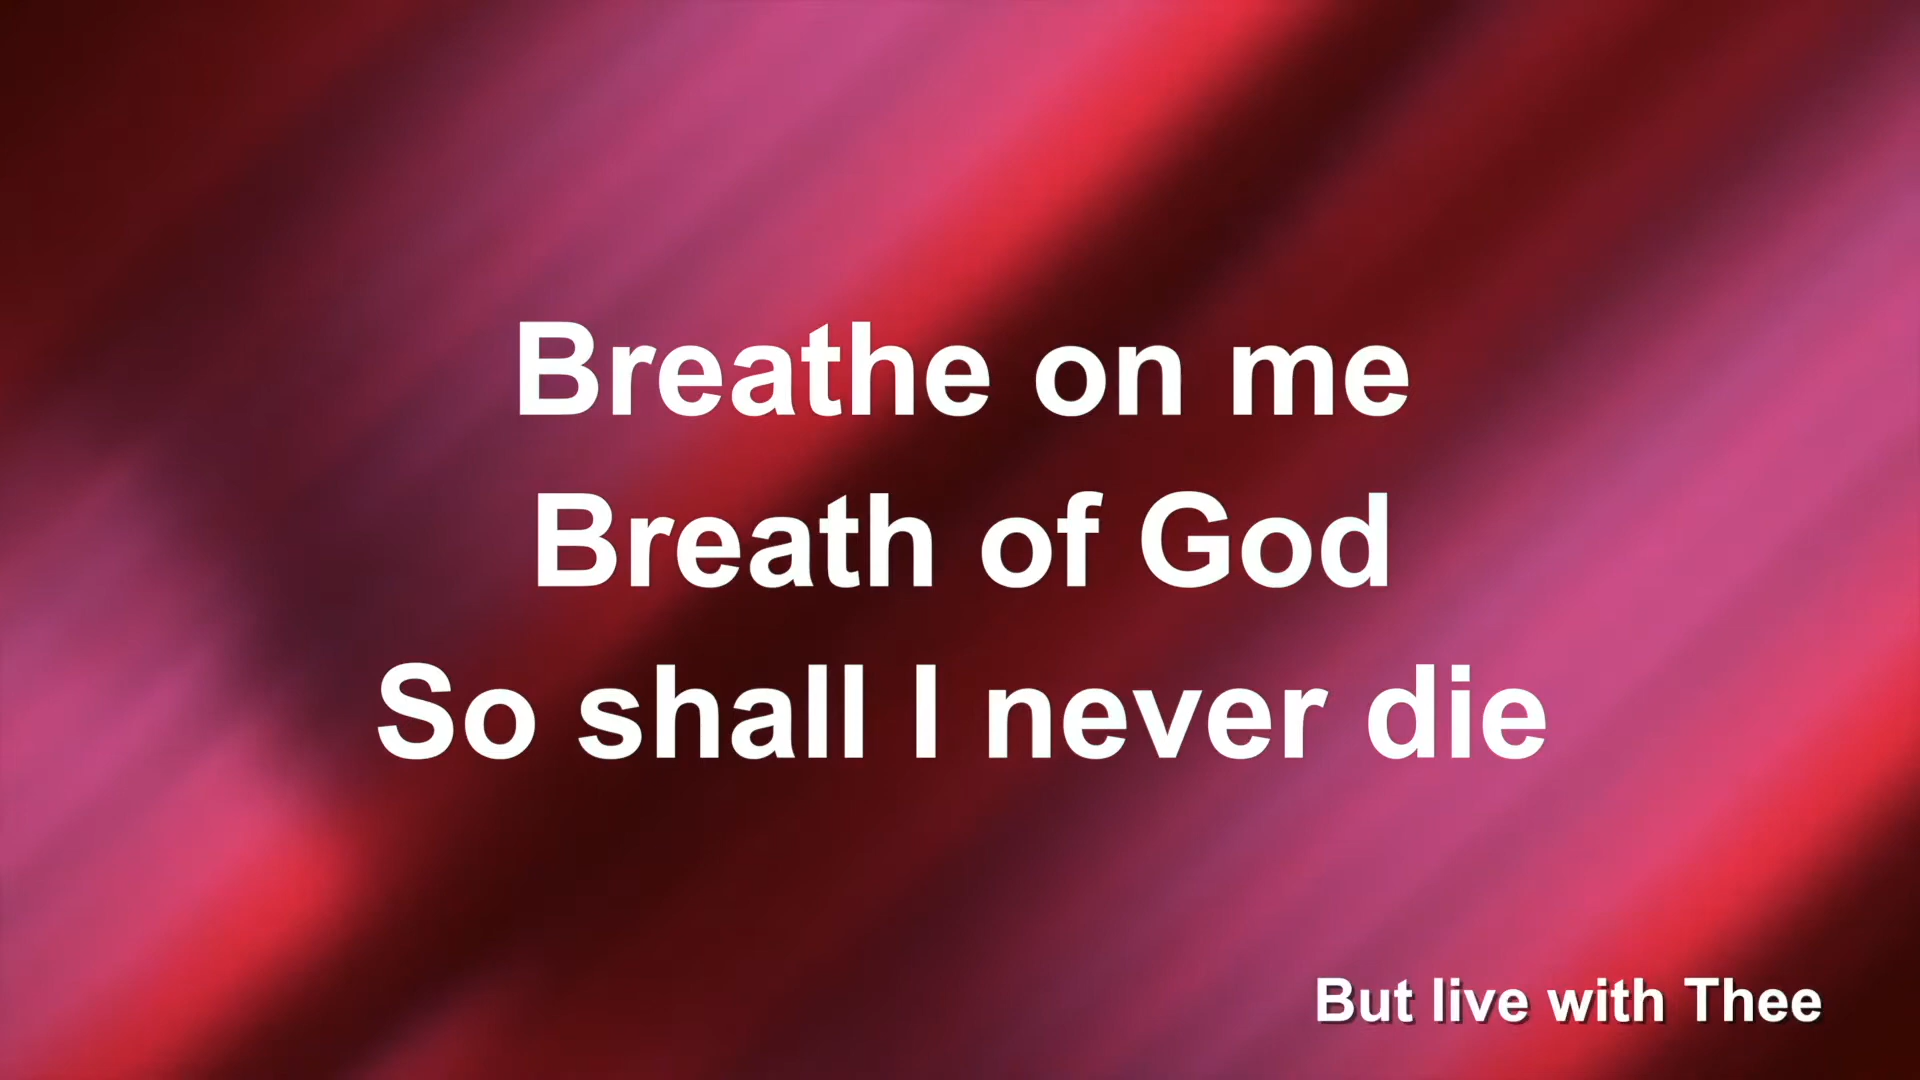 Breathe on me
Breath of God
So shall I never die
But live with Thee